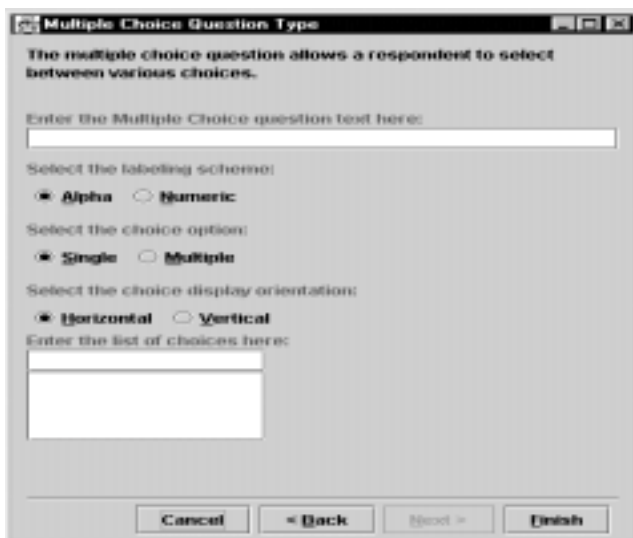 Multiple Choice Question Type
The multiple choice question allows a respondent to select
between various choices.
Enter the Multiple Choice question text here:
Select the labeling scheme:
Alpha Numeric
Select the choice option:
Single Multiple
Select the choice display orientation:
Horizontal Vertical
Enter the list of choices here:
Cancel < Back Next > Finish